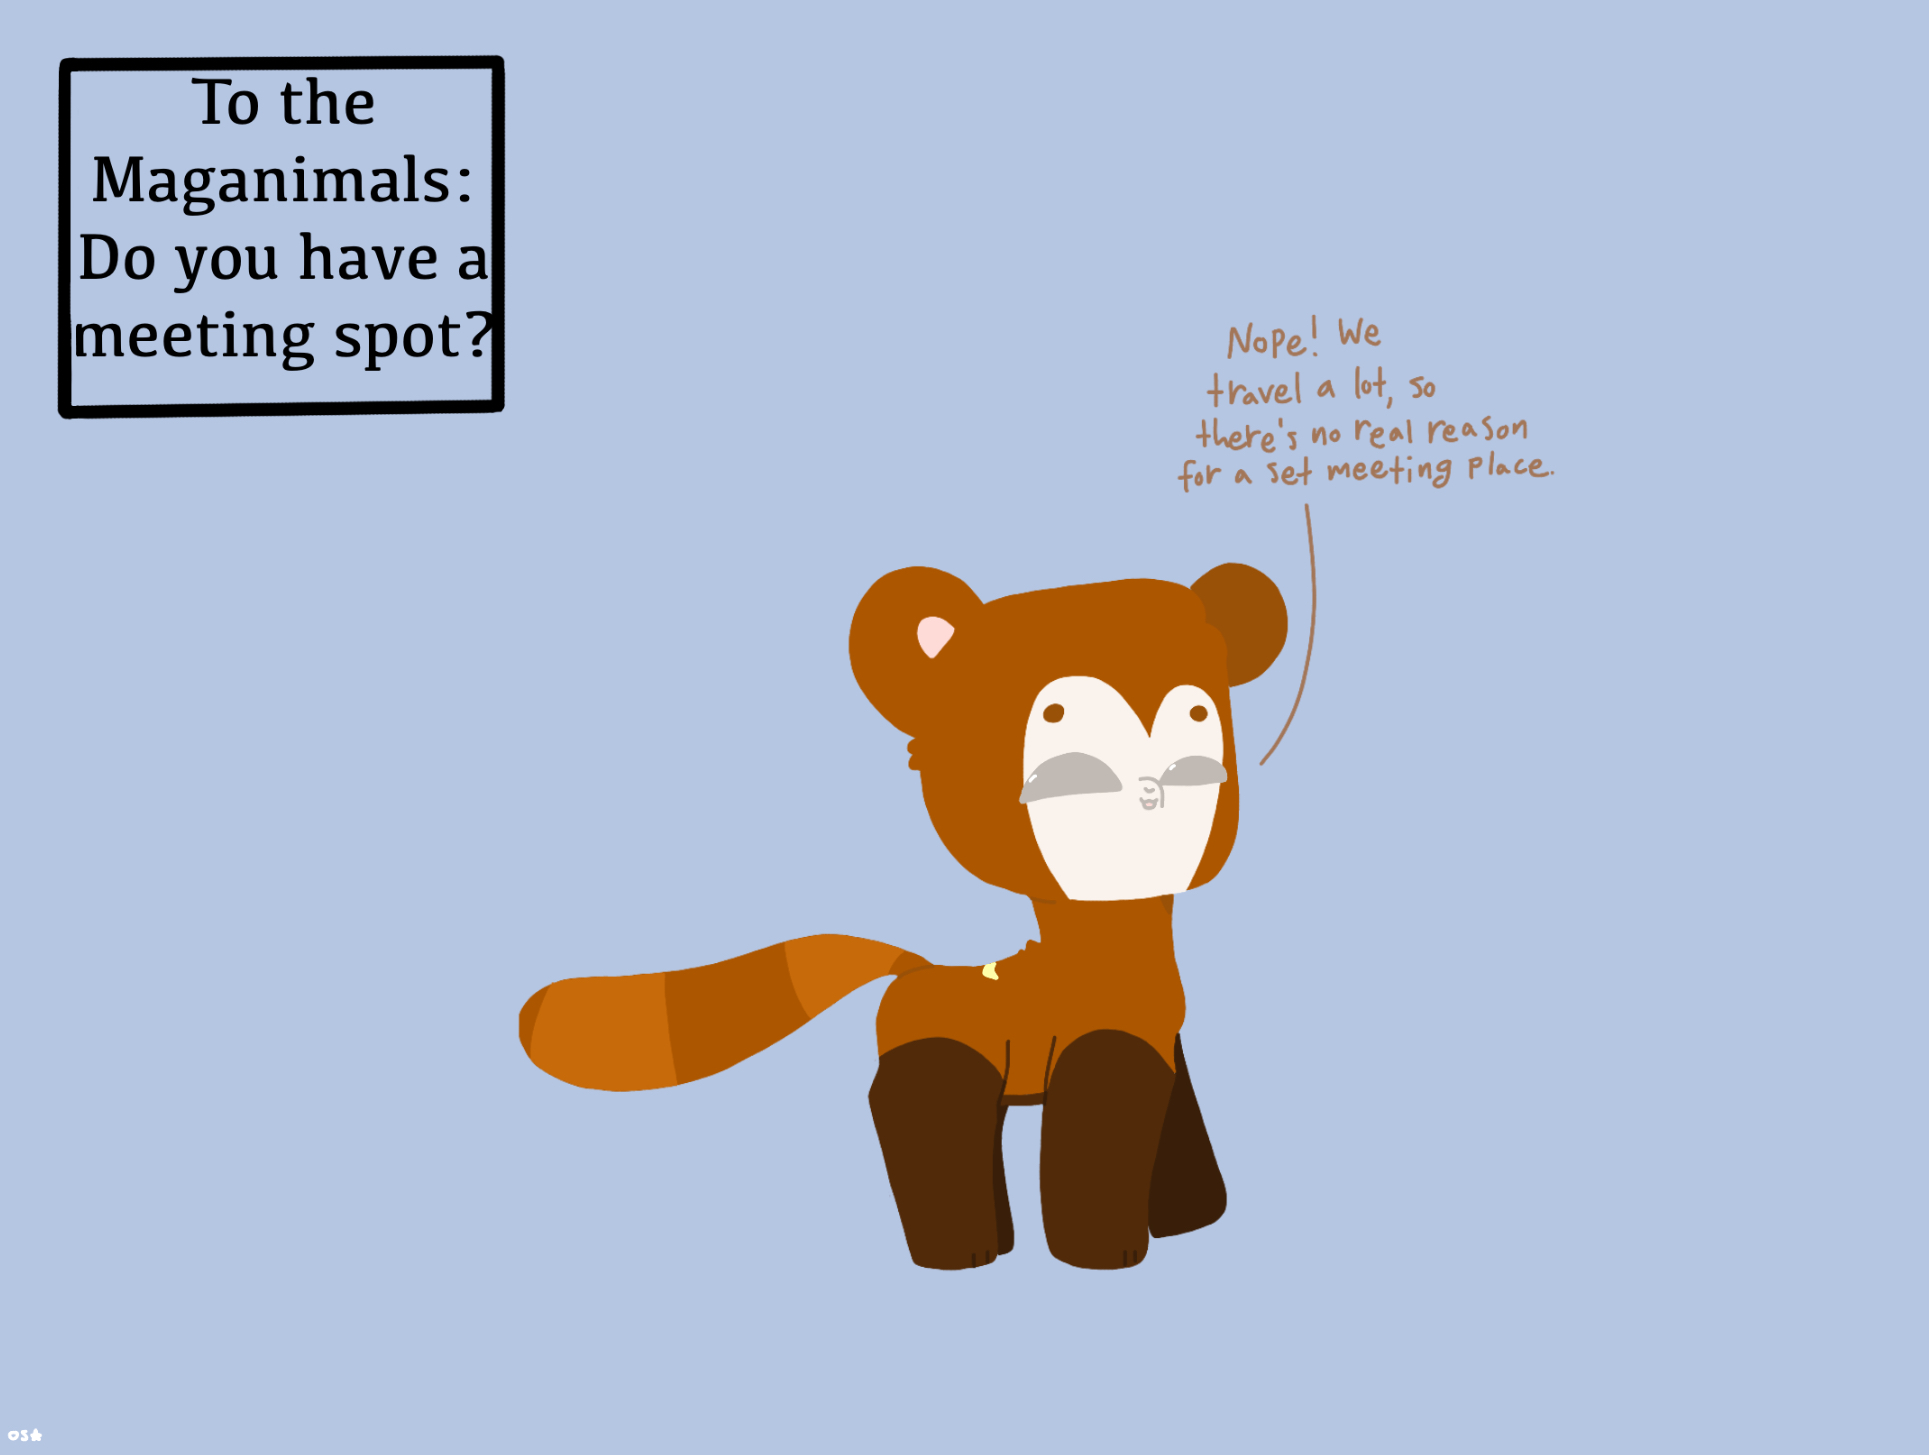 To the
Maganimals:
Do you have a
meeting spot?
Nope! We
travel a lot, so
there's no real reason
for a set meeting place.
OS